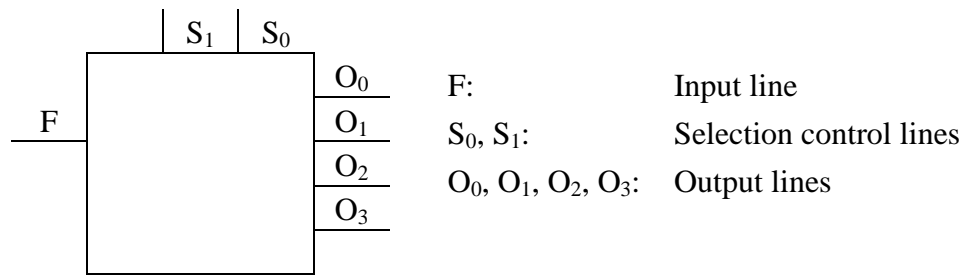 S₁ S₀
O₀ F: Input line
F O₁ S₀, S₁: Selection control lines
O₂ O₀, O₁, O₂, O₃: Output lines
O₃